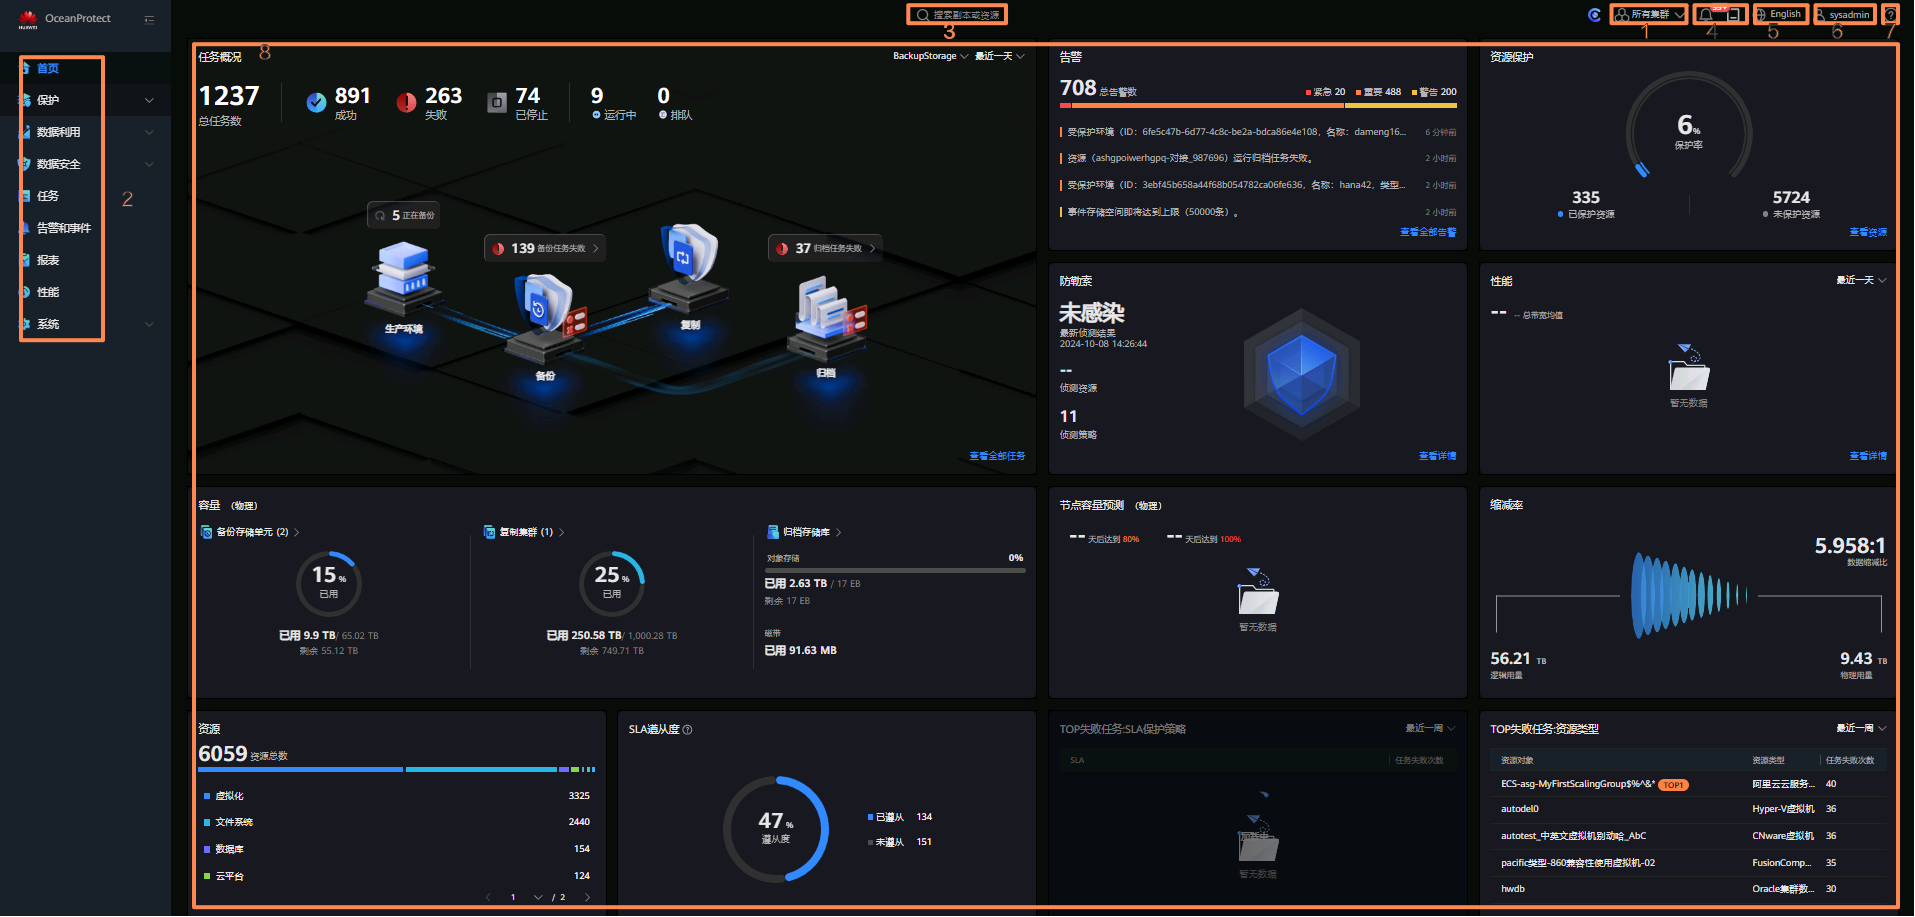 HUAWEI
OceanProtect
搜索副本或资源
所有集群
99+
English
sysadmin
3
1
4
5
6
7
首页
保护
数据利用
数据安全
任务
告警和事件
报表
性能
系统
2
任务概况
8
BackupStorage
最近一天
1237
总任务数
891
成功
263
失败
74
已停止
9
运行中
0
排队
5 正在备份
139 备份任务失败
37 归档任务失败
生产环境
备份
复制
归档
查看全部任务
告警
708 总告警数
紧急 20
重要 488
警告 200
受保护环境（ID：6fe5c47b-6d77-4c8c-be2a-bdca86e4e108，名称：dameng16...
6 分钟前
资源（ashgpoiwerhgpq-对接_987696）运行归档任务失败。
2 小时前
受保护环境（ID：3ebf45b658a44f68b054782ca06fe636，名称：hana42，类型...
2 小时前
事件存储空间即将达到上限（50000条）。
2 小时前
查看全部告警
资源保护
6%
保护率
335
已保护资源
5724
未保护资源
查看资源
防勒索
未感染
最新侦测结果
2024-10-08 14:26:44
--
侦测资源
11
侦测策略
查看详情
性能
最近一天
-- -- 总带宽均值
暂无数据
查看详情
容量 （物理）
备份存储单元 (2)
15%
已用
已用 9.9 TB/ 65.02 TB
剩余 55.12 TB
复制集群 (1)
25%
已用
已用 250.58 TB/ 1,000.28 TB
剩余 749.71 TB
归档存储库
对象存储
0%
已用 2.63 TB / 17 EB
剩余 17 EB
磁带
已用 91.63 MB
节点容量预测 （物理）
-- 天后达到 80%
-- 天后达到 100%
暂无数据
缩减率
5.958:1
数据缩减比
56.21 TB
逻辑用量
9.43 TB
物理用量
资源
6059 资源总数
虚拟化 3325
文件系统 2440
数据库 154
云平台 124
1 / 2
SLA遵从度
47%
遵从度
已遵从 134
未遵从 151
TOP失败任务:SLA保护策略
最近一周
SLA
任务失败次数
暂无数据
TOP失败任务:资源类型
最近一周
资源对象 资源类型 任务失败次数
ECS-asg-MyFirstScalingGroup$%^&* TOP1 阿里云云服务... 40
autodel0 Hyper-V虚拟机 36
autotest_中英文虚拟机别动哈_AbC CNware虚拟机 36
pacific类型-860兼容性使用虚拟机-02 FusionComp... 35
hwdb Oracle集群数... 30